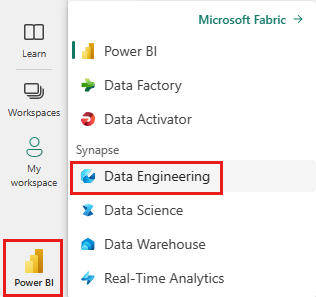 Learn
Workspaces
My
workspace
Power BI
Microsoft Fabric →
Power BI
Data Factory
Data Activator
Synapse
Data Engineering
Data Science
Data Warehouse
Real-Time Analytics